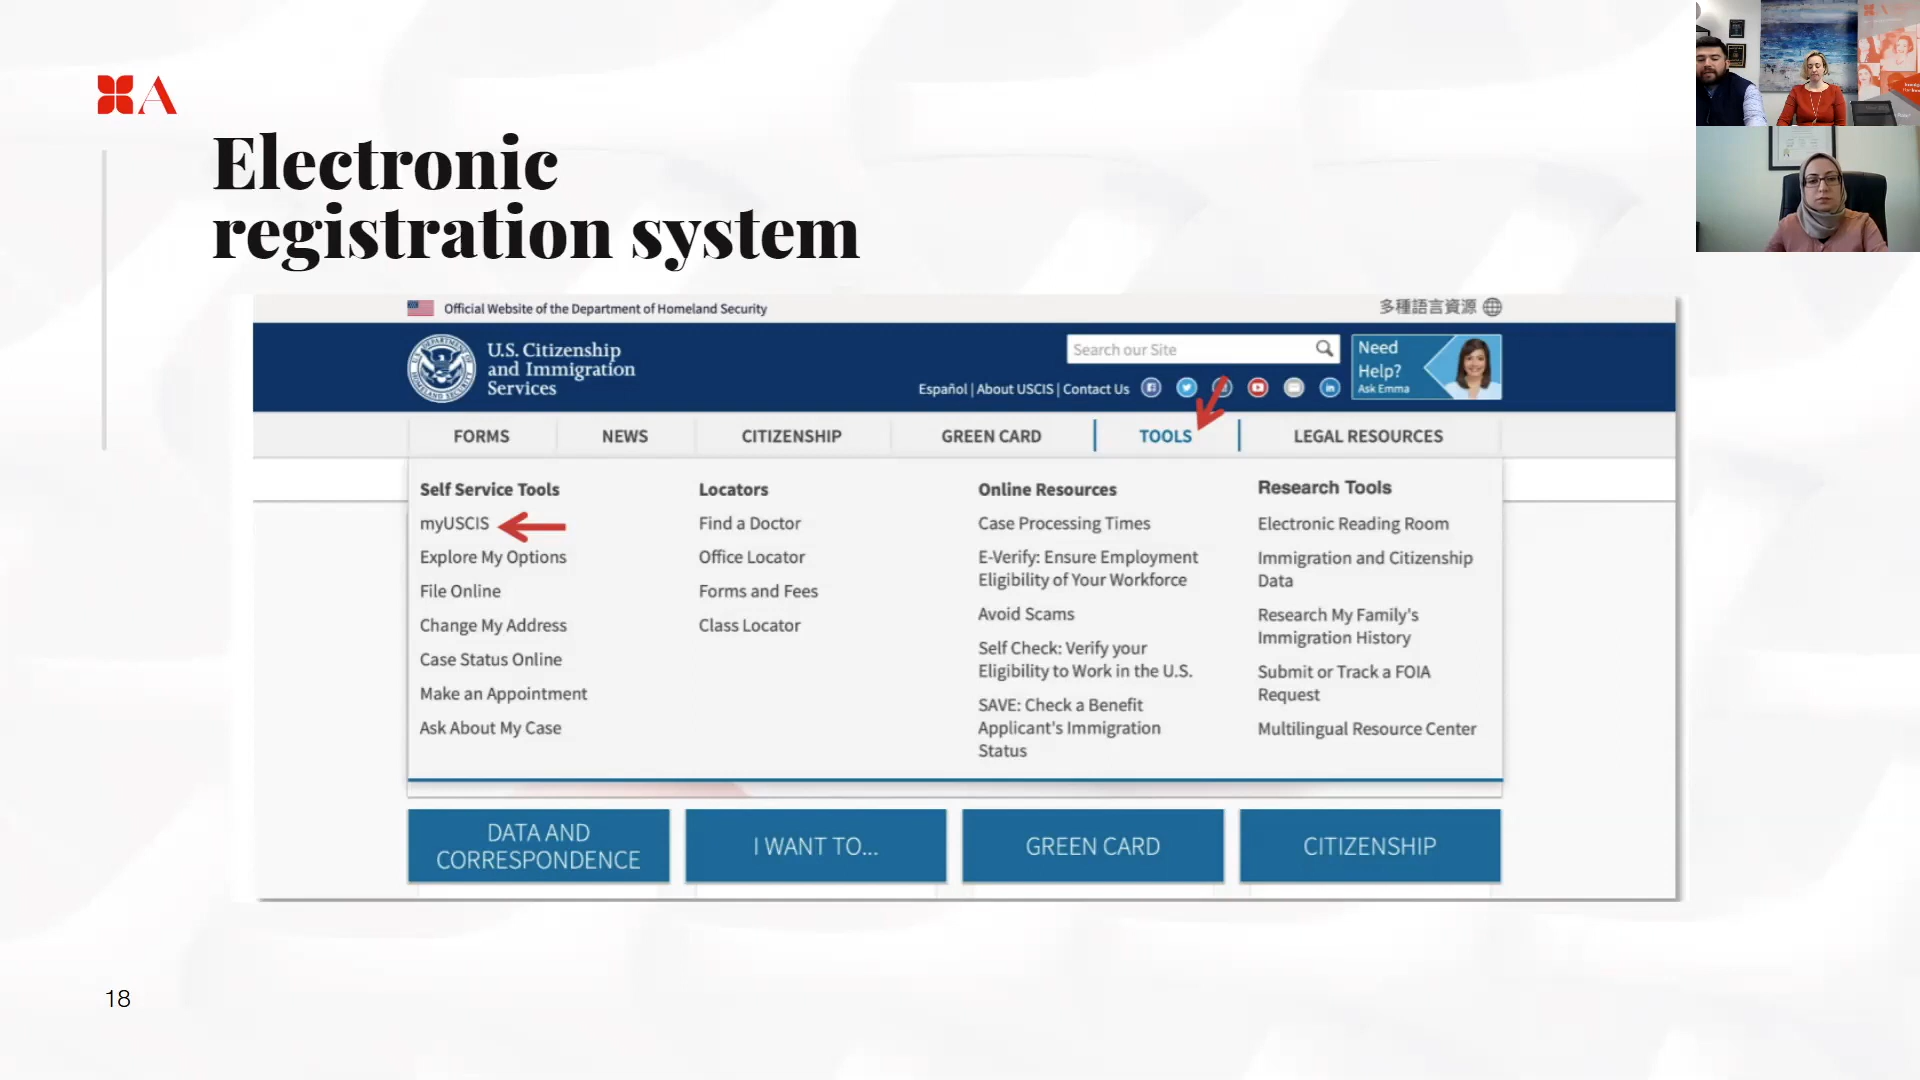 A
Electronic
registration system
Official Website of the Department of Homeland Security
多種語言資源
U.S. Citizenship
and Immigration
Services
Search our Site
Need
Help?
Ask Emma
Español | About USCIS | Contact Us
FORMS
NEWS
CITIZENSHIP
GREEN CARD
TOOLS
LEGAL RESOURCES
Self Service Tools
myUSCIS
Explore My Options
File Online
Change My Address
Case Status Online
Make an Appointment
Ask About My Case
Locators
Find a Doctor
Office Locator
Forms and Fees
Class Locator
Online Resources
Case Processing Times
E-Verify: Ensure Employment
Eligibility of Your Workforce
Avoid Scams
Self Check: Verify your
Eligibility to Work in the U.S.
SAVE: Check a Benefit
Applicant's Immigration
Status
Research Tools
Electronic Reading Room
Immigration and Citizenship
Data
Research My Family's
Immigration History
Submit or Track a FOIA
Request
Multilingual Resource Center
DATA AND
CORRESPONDENCE
I WANT TO...
GREEN CARD
CITIZENSHIP
18